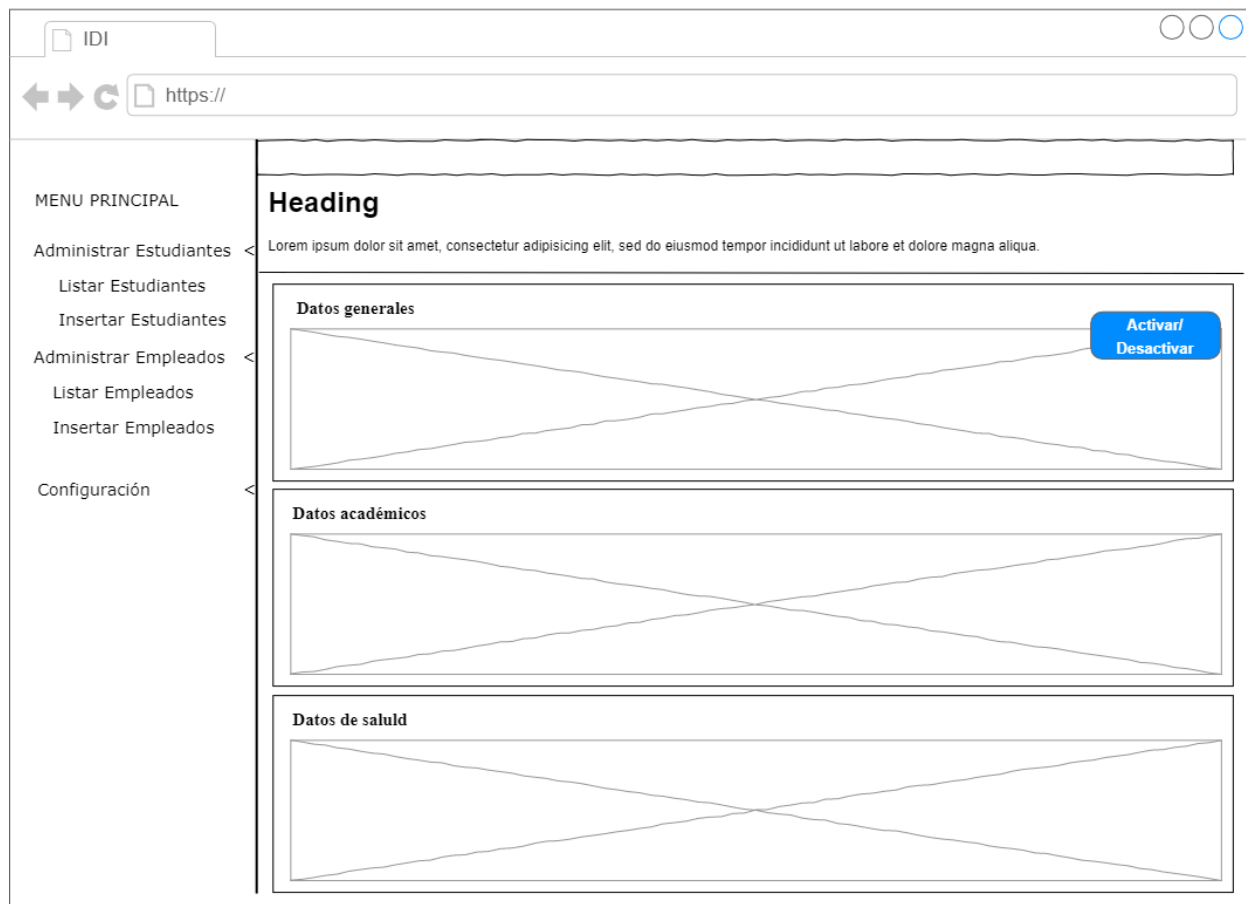 IDI
https://
MENU PRINCIPAL
Administrar Estudiantes <
Listar Estudiantes
Insertar Estudiantes
Administrar Empleados <
Listar Empleados
Insertar Empleados
Configuración <
Heading
Lorem ipsum dolor sit amet, consectetur adipisicing elit, sed do eiusmod tempor incididunt ut labore et dolore magna aliqua.
Datos generales
Activar/
Desactivar
Datos académicos
Datos de saluld